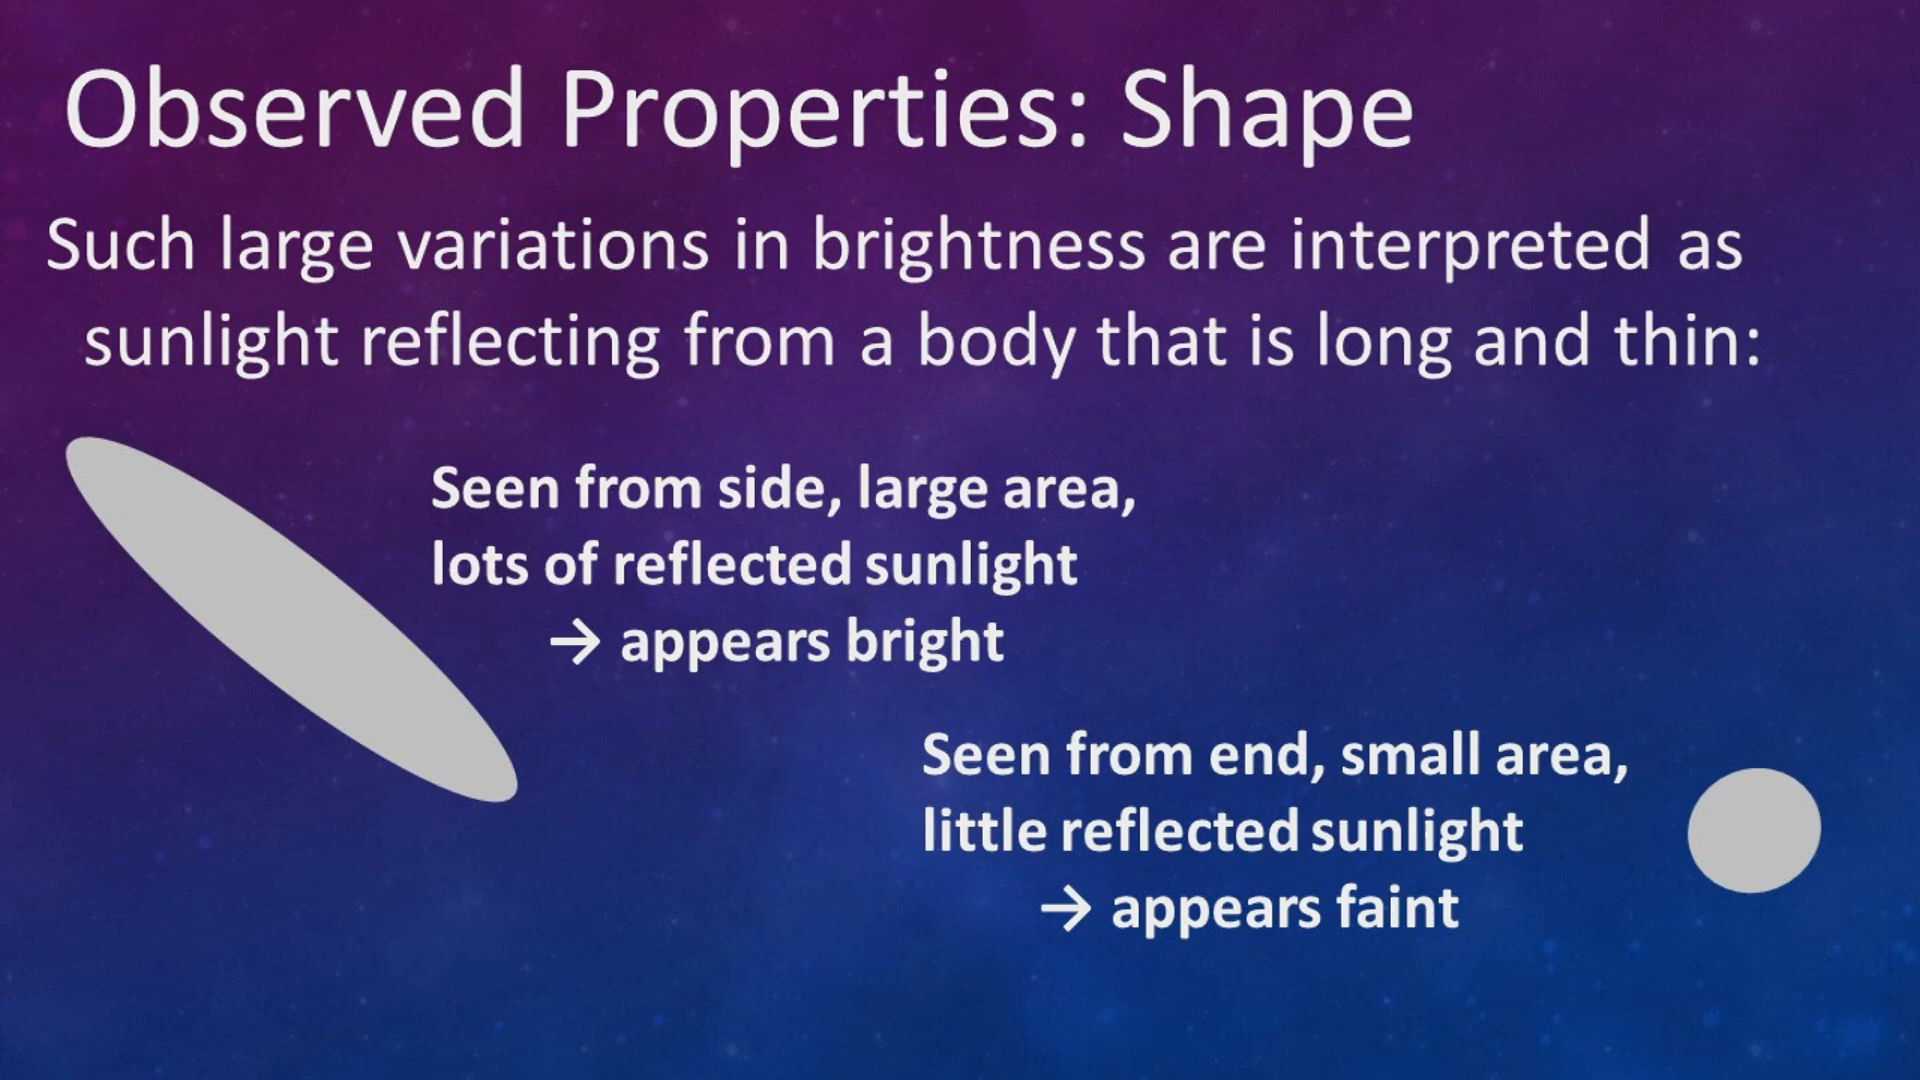 Observed Properties: Shape
Such large variations in brightness are interpreted as
sunlight reflecting from a body that is long and thin:
Seen from side, large area,
lots of reflected sunlight
→ appears bright
Seen from end, small area,
little reflected sunlight
→ appears faint